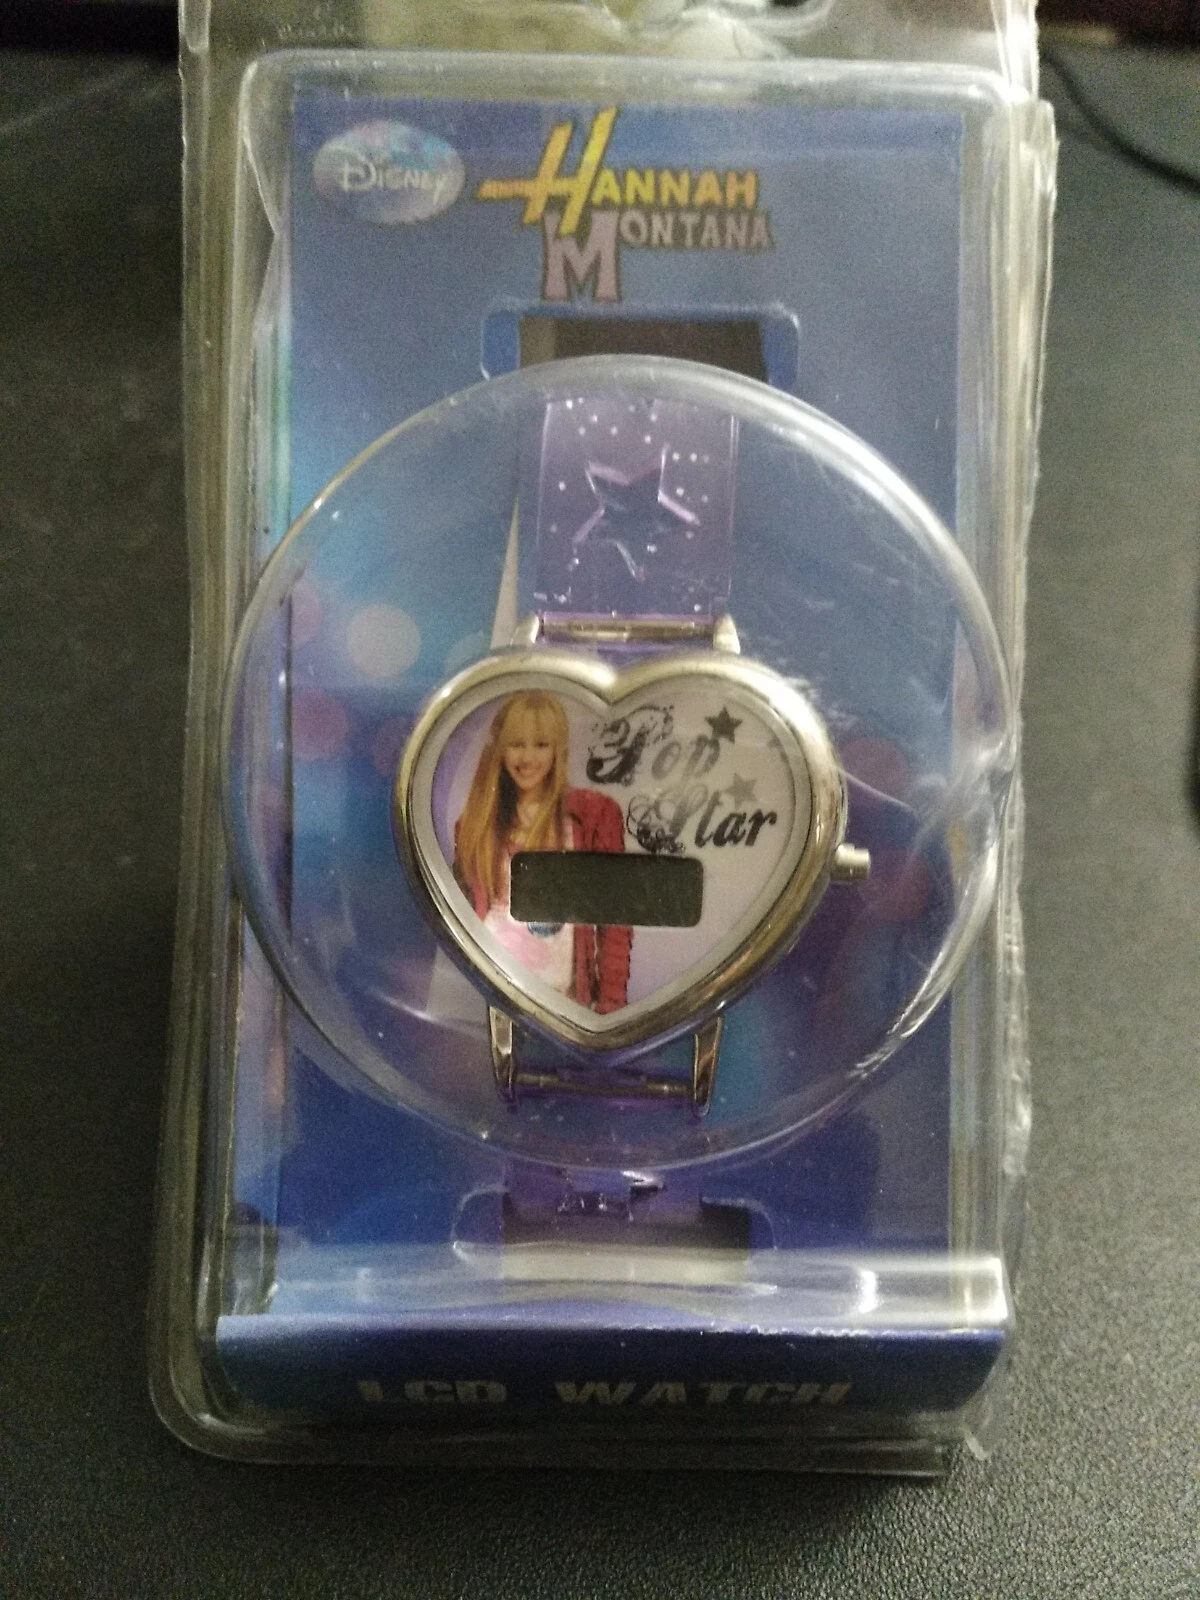 DISNEY
HANNAH
MONTANA
Pop
Star
LCD WATCH